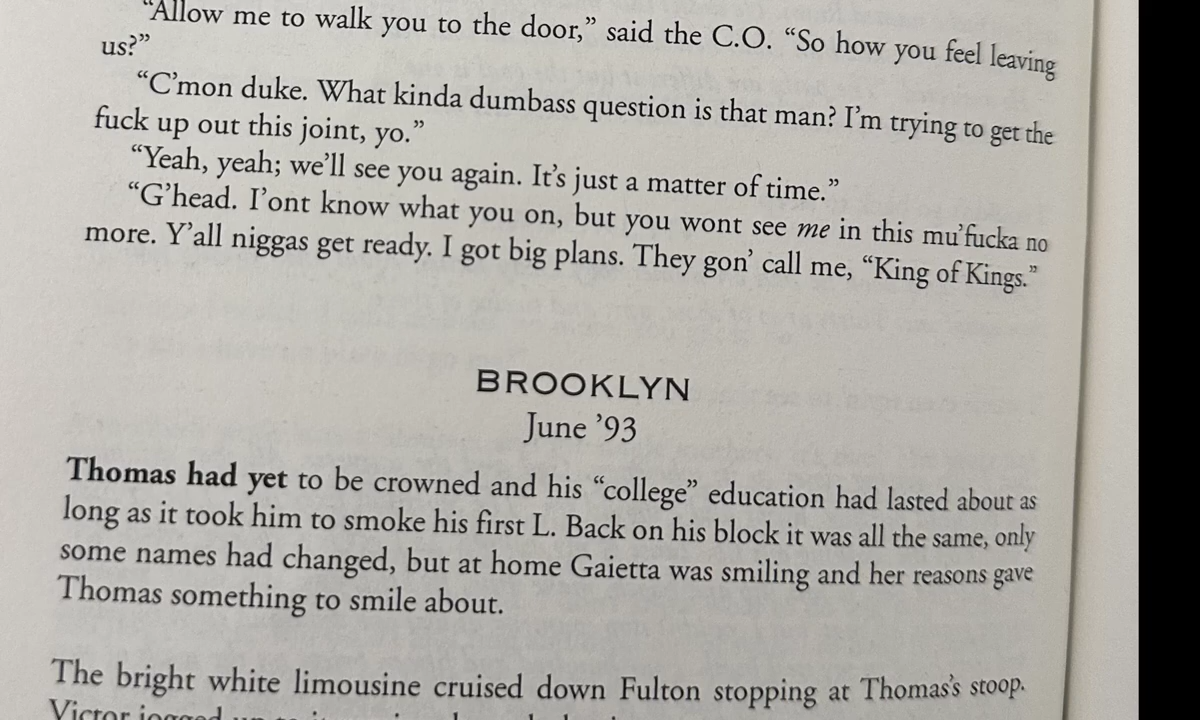 "Allow me to walk you to the door," said the C.O. "So how you feel leaving
us?"
"C'mon duke. What kinda dumbass question is that man? I'm trying to get the
fuck up out this joint, yo."
"Yeah, yeah; we'll see you again. It's just a matter of time."
"G'head. I'ont know what you on, but you wont see me in this mu'fucka no
more. Y'all niggas get ready. I got big plans. They gon' call me, "King of Kings."
BROOKLYN
June '93
Thomas had yet to be crowned and his "college" education had lasted about as
long as it took him to smoke his first L. Back on his block it was all the same, only
some names had changed, but at home Gaietta was smiling and her reasons gave
Thomas something to smile about.
The bright white limousine cruised down Fulton stopping at Thomas's stoop.
Victor jogged up to